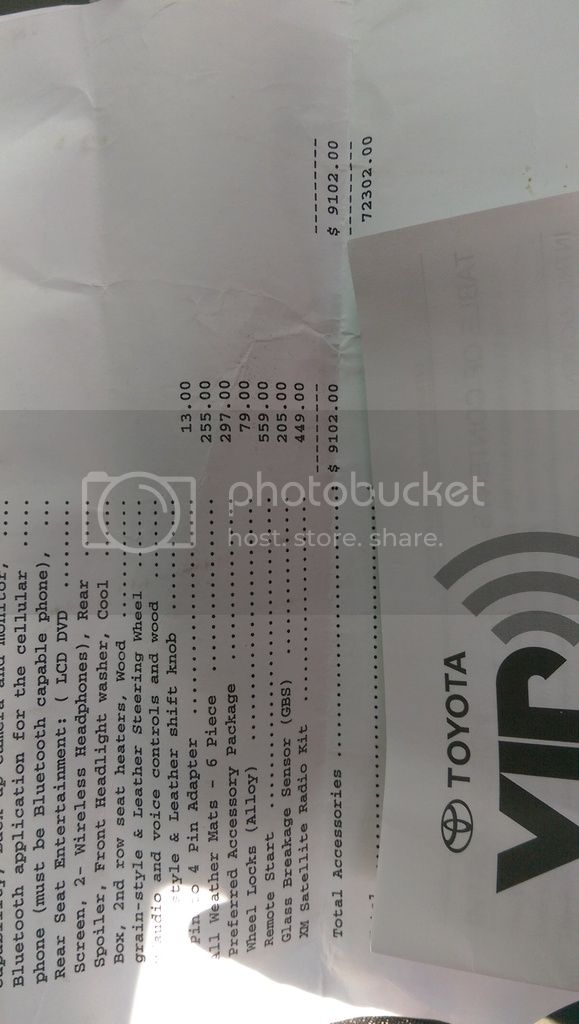 Bluetooth application for the cellular .....
phone (must be Bluetooth capable phone), ...
Rear Seat Entertainment: ( LCD DVD ..........
Screen, 2- Wireless Headphones), Rear
Spoiler, Front Headlight washer, Cool
Box, 2nd row seat heaters, Wood
grain-style & Leather Steering Wheel
audio and voice controls and wood
style & Leather shift knob
4 Pin Adapter 13.00
All Weather Mats - 6 Piece 255.00
Preferred Accessory Package 297.00
Wheel Locks (Alloy) 79.00
Remote Start 559.00
Glass Breakage Sensor (GBS) 205.00
XM Satellite Radio Kit 449.00
Total Accessories $ 9102.00 $ 9102.00
72302.00
TOYOTA
VIP
TABLE OF CONTENTS
photobucket
host. store. share.